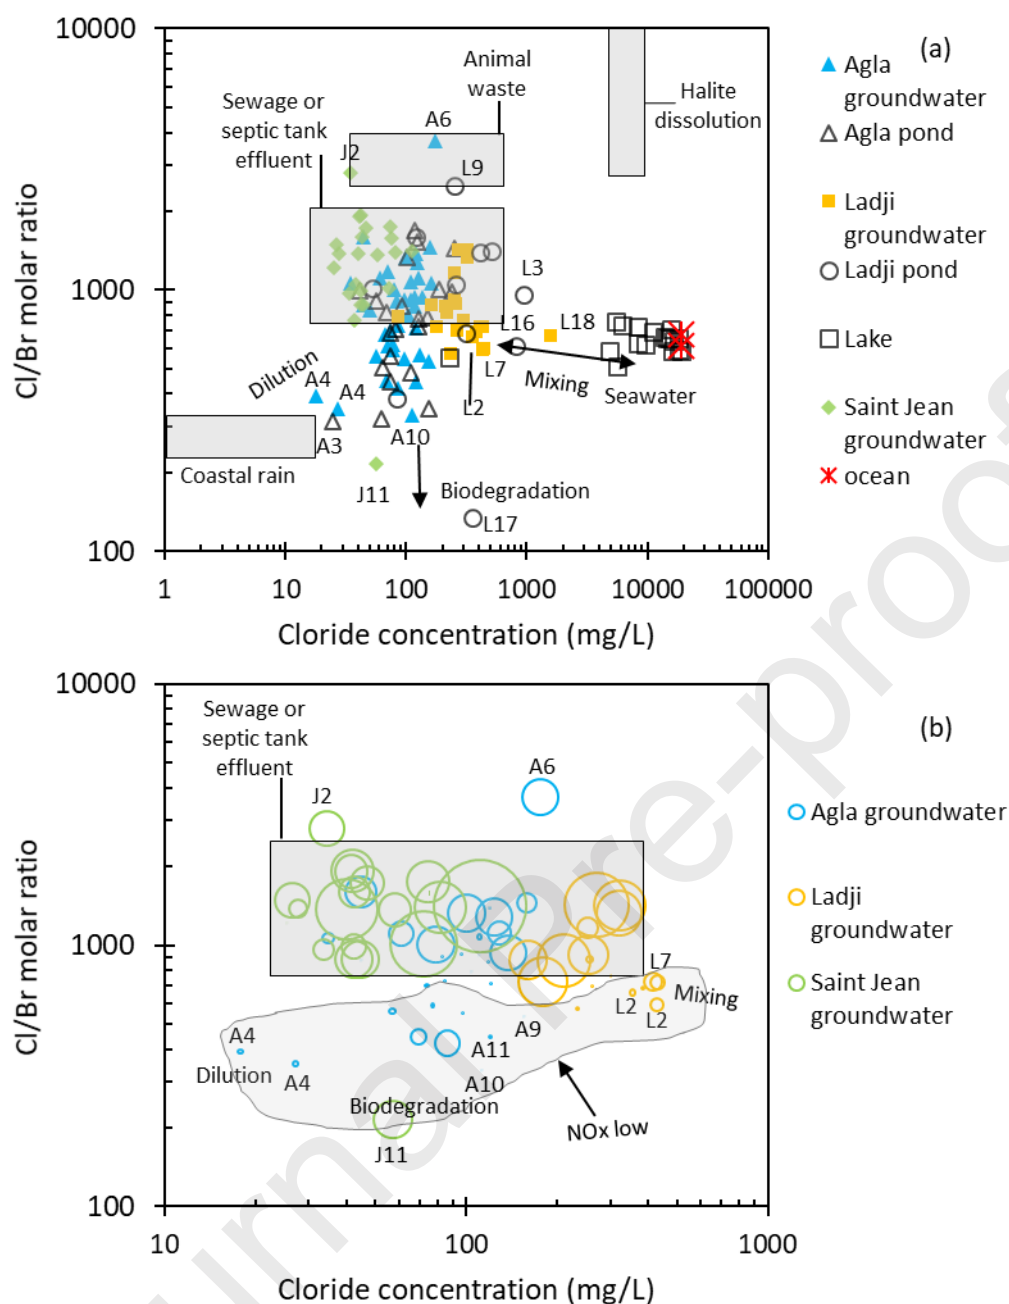 10000
1000
100
Cl/Br molar ratio
1
10
100
1000
10000
100000
Cloride concentration (mg/L)
(a)
Sewage or
septic tank
effluent
Animal
waste
Halite
dissolution
J2
A6
L9
L3
L16
L18
L7
L2
Mixing
Seawater
Dilution
A4
A4
A3
A10
Coastal rain
J11
Biodegradation
L17
Agla
groundwater
Agla pond
Ladji
groundwater
Ladji pond
Lake
Saint Jean
groundwater
ocean
10000
1000
100
Cl/Br molar ratio
10
100
1000
Cloride concentration (mg/L)
(b)
Sewage or
septic tank
effluent
J2
A6
L7
L2
L2
Mixing
A9
A11
A10
A4
A4
Dilution
Biodegradation
J11
NOx low
Agla groundwater
Ladji
groundwater
Saint Jean
groundwater
urnal Pre-proof